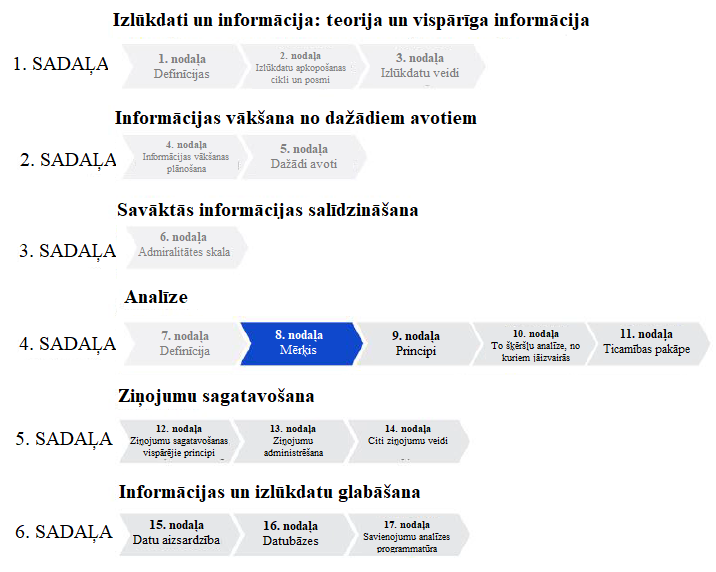 Izlūkdati un informācija: teorija un vispārīga informācija
1. SADAĻA
1. nodaļa
Definīcijas
2. nodaļa
Izlūkdatu apkopošanas
cikli un posmi
3. nodaļa
Izlūkdatu veidi
Informācijas vākšana no dažādiem avotiem
2. SADAĻA
4. nodaļa
Informācijas vākšanas
plānošana
5. nodaļa
Dažādi avoti
Savāktās informācijas salīdzināšana
3. SADAĻA
6. nodaļa
Admiralitātes skala
Analīze
4. SADAĻA
7. nodaļa
Definīcija
8. nodaļa
Mērķis
9. nodaļa
Principi
10. nodaļa
To šķēršļu analīze, no
kuriem jāizvairās
11. nodaļa
Ticamības pakāpe
Ziņojumu sagatavošana
5. SADAĻA
12. nodaļa
Ziņojumu sagatavošanas
vispārējie principi
13. nodaļa
Ziņojumu
administrēšana
14. nodaļa
Citi ziņojumu veidi
Informācijas un izlūkdatu glabāšana
6. SADAĻA
15. nodaļa
Datu aizsardzība
16. nodaļa
Datubāzes
17. nodaļa
Savienojumu analīzes
programmatūra